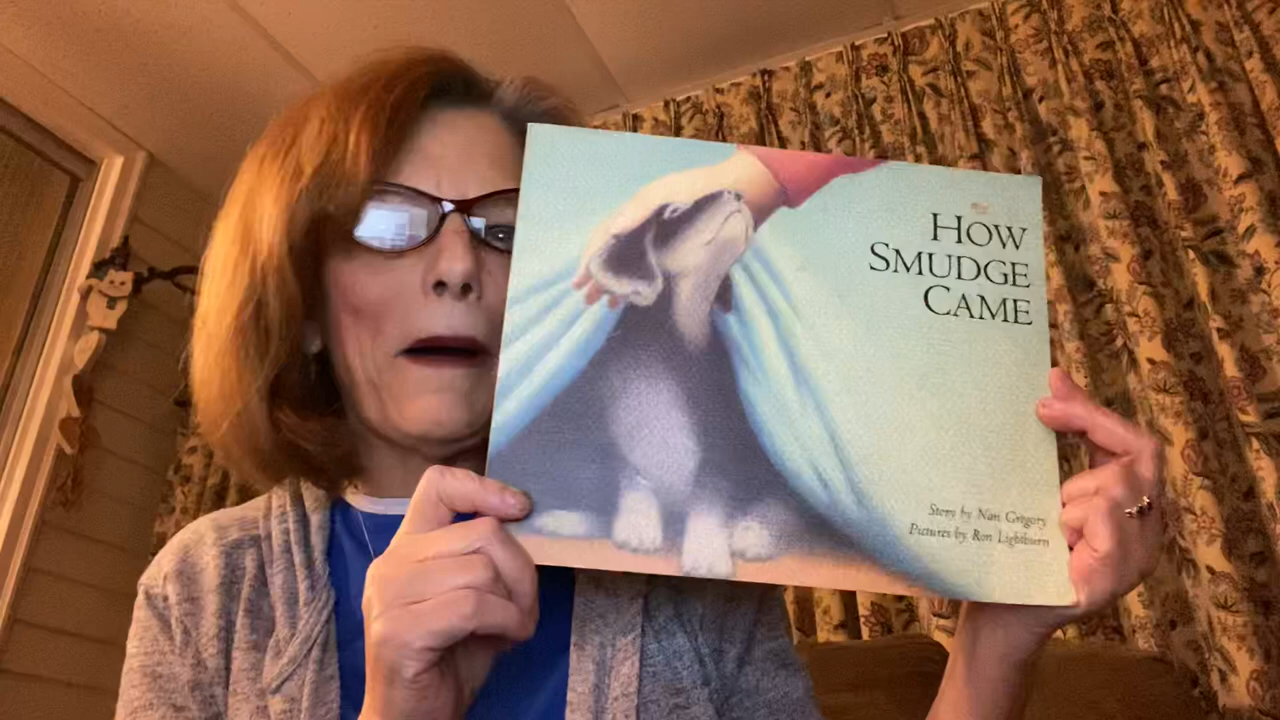 HOW
SMUDGE
CAME
Story by Nan Gregory
Pictures by Ron Lightburn